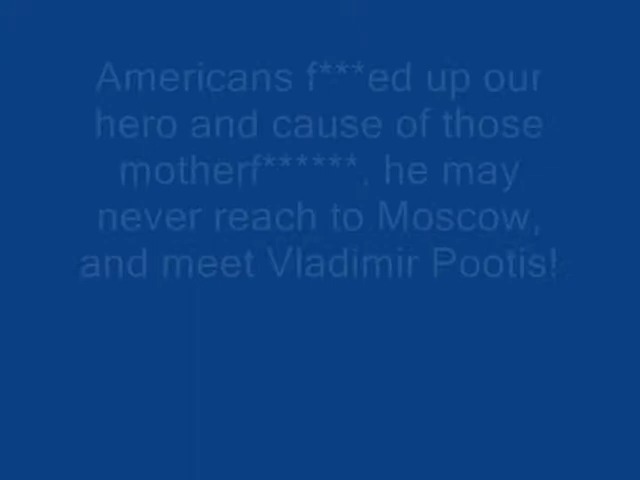 Americans f***ed up our
hero and cause of those
motherf******, he may
never reach to Moscow,
and meet Vladimir Pootis!